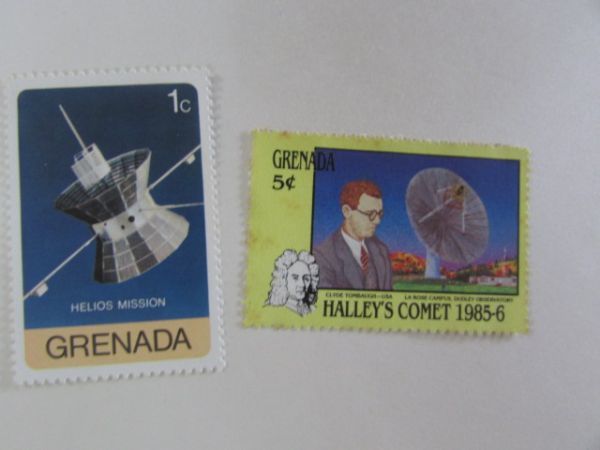 1c
HELIOS MISSION
GRENADA
GRENADA
5¢
CLYDE TOMBAUGH—USA LA ROSE CAMPUS, DUDLEY OBSERVATORY
HALLEY'S COMET 1985-6